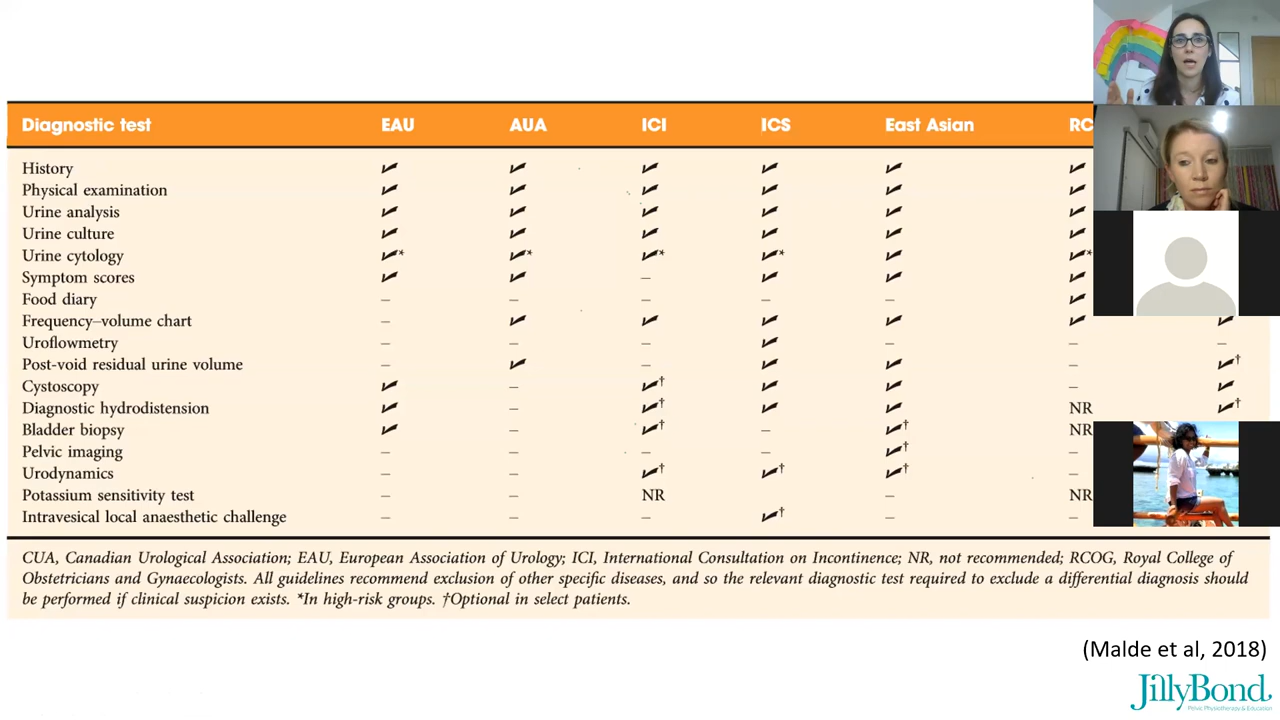 Diagnostic test EAU AUA ICI ICS East Asian RC
History ✓ ✓ ✓ ✓ ✓ ✓
Physical examination ✓ ✓ ✓ ✓ ✓ ✓
Urine analysis ✓ ✓ ✓ ✓ ✓ ✓
Urine culture ✓ ✓ ✓ ✓ ✓ ✓
Urine cytology ✓* ✓* ✓* ✓* ✓ ✓*
Symptom scores ✓ ✓ – ✓ ✓ ✓
Food diary – – – – – ✓
Frequency–volume chart – ✓ ✓ ✓ ✓ ✓ ✓
Uroflowmetry – – – ✓ – – –
Post-void residual urine volume – ✓ – ✓ ✓ – ✓†
Cystoscopy ✓ – ✓† ✓ ✓ – ✓
Diagnostic hydrodistension ✓ – ✓† ✓ ✓ NR ✓†
Bladder biopsy ✓ – ✓† – ✓† NR
Pelvic imaging – – – – ✓† –
Urodynamics – – ✓† ✓† ✓† –
Potassium sensitivity test – – NR – NR
Intravesical local anaesthetic challenge – – – ✓† – –
CUA, Canadian Urological Association; EAU, European Association of Urology; ICI, International Consultation on Incontinence; NR, not recommended; RCOG, Royal College of
Obstetricians and Gynaecologists. All guidelines recommend exclusion of other specific diseases, and so the relevant diagnostic test required to exclude a differential diagnosis should
be performed if clinical suspicion exists. *In high-risk groups. †Optional in select patients.
(Malde et al, 2018)
JillyBond
Pelvic Physiotherapy & Education